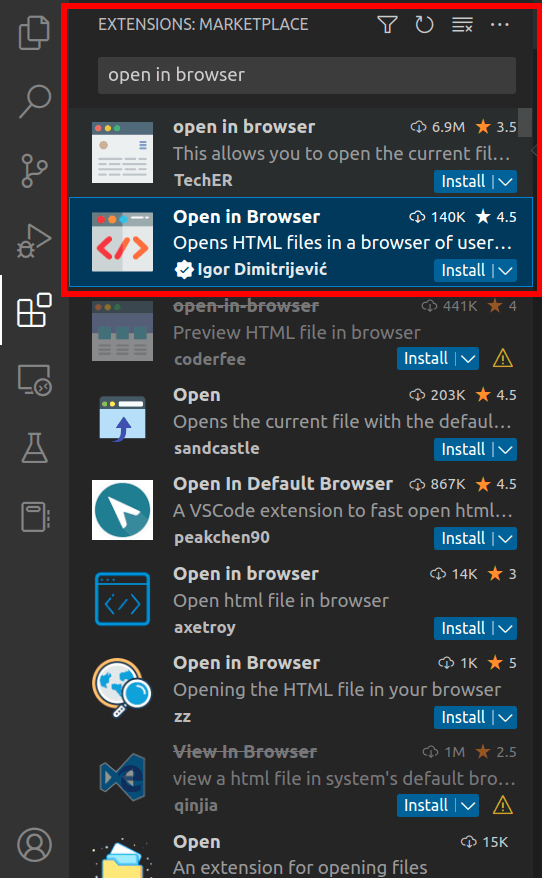 EXTENSIONS: MARKETPLACE
open in browser
open in browser 6.9M 3.5
This allows you to open the current fil...
TechER Install
Open in Browser 140K 4.5
Opens HTML files in a browser of user...
Igor Dimitrijević Install
open-in-browser 441K 4
Preview HTML file in browser
coderfee Install
Open 203K 4.5
Opens the current file with the defaul...
sandcastle Install
Open In Default Browser 867K 4.5
A VSCode extension to fast open html...
peakchen90 Install
Open in browser 14K 3
Open html file in browser
axetroy Install
Open in Browser 1K 5
Opening the HTML file in your browser
zz Install
View In Browser 1M 2.5
view a html file in system's default bro...
qinjia Install
Open 15K
An extension for opening files